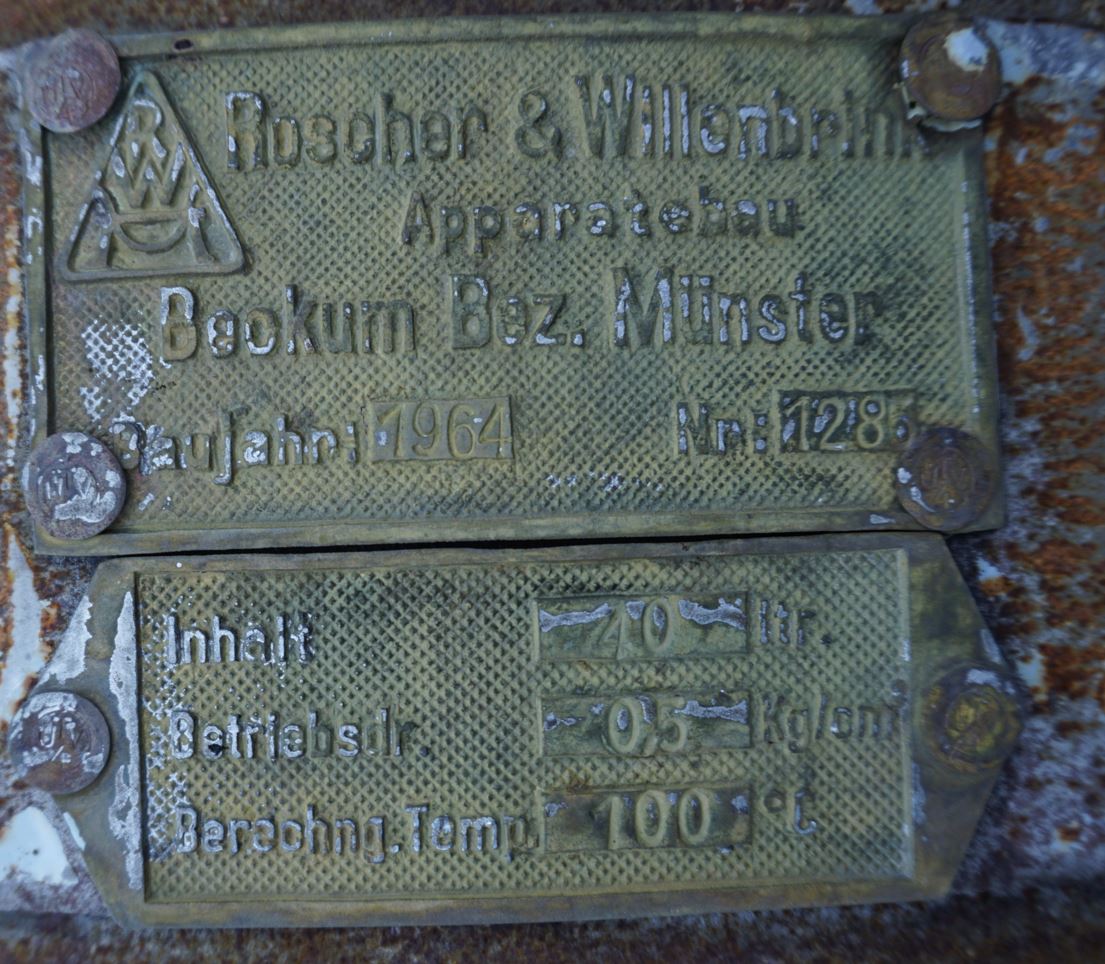 RW
Roscher & Willenbrink
Apparatebau
Beckum Bez. Münster
Baujahr: 1964 Nr.: 1285
Inhalt 40 ltr.
Betriebsdr. 0,5 Kg/cm²
Berechng. Temp. 100 °C